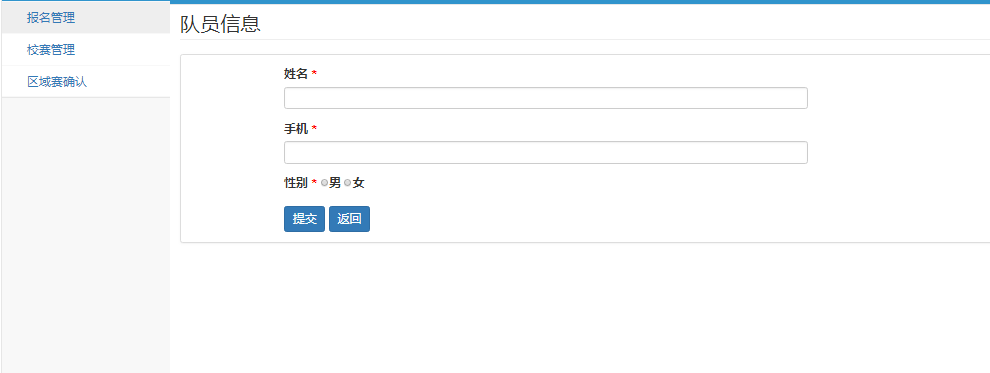 报名管理
校赛管理
区域赛确认
队员信息
姓名 *
手机 *
性别 * 男 女
提交 返回